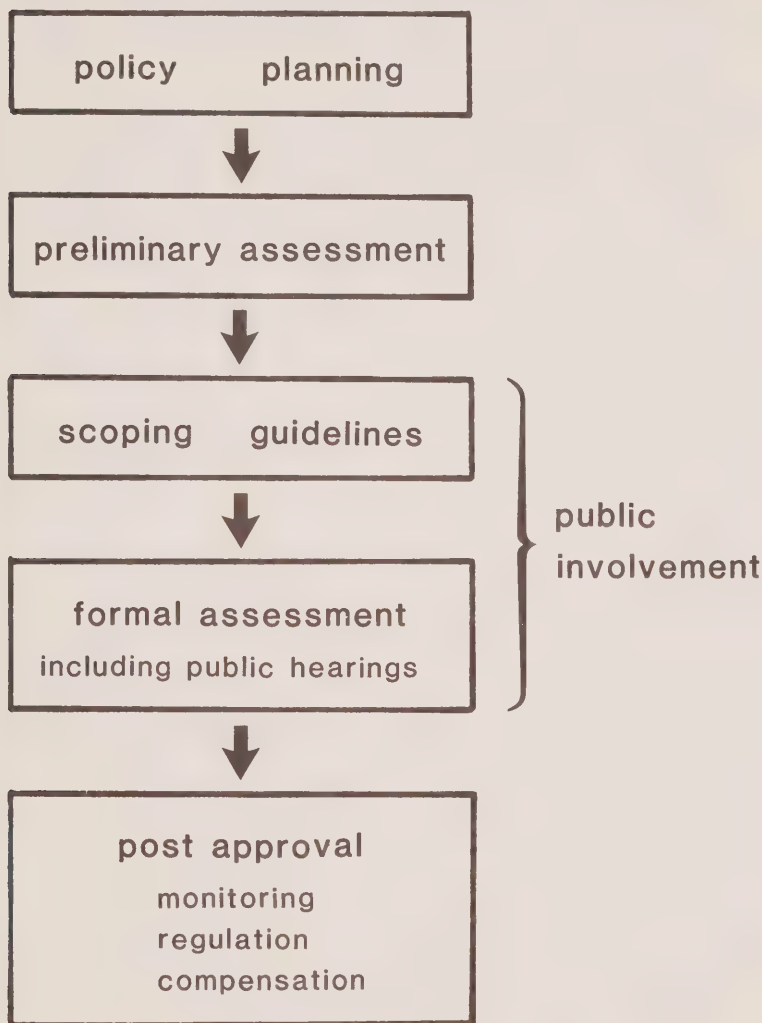 policy planning
preliminary assessment
scoping guidelines
formal assessment
including public hearings
public
involvement
post approval
monitoring
regulation
compensation